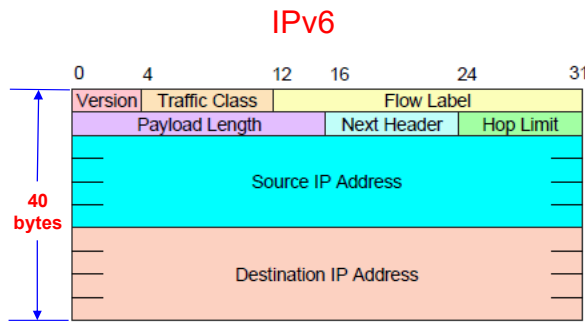 IPv6
0 4 12 16 24 31
Version Traffic Class Flow Label
Payload Length Next Header Hop Limit
Source IP Address
40
bytes
Destination IP Address